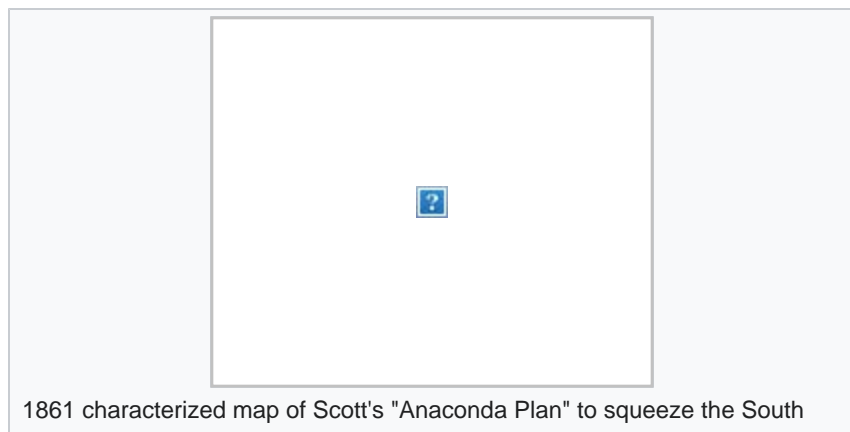 1861 characterized map of Scott's "Anaconda Plan" to squeeze the South